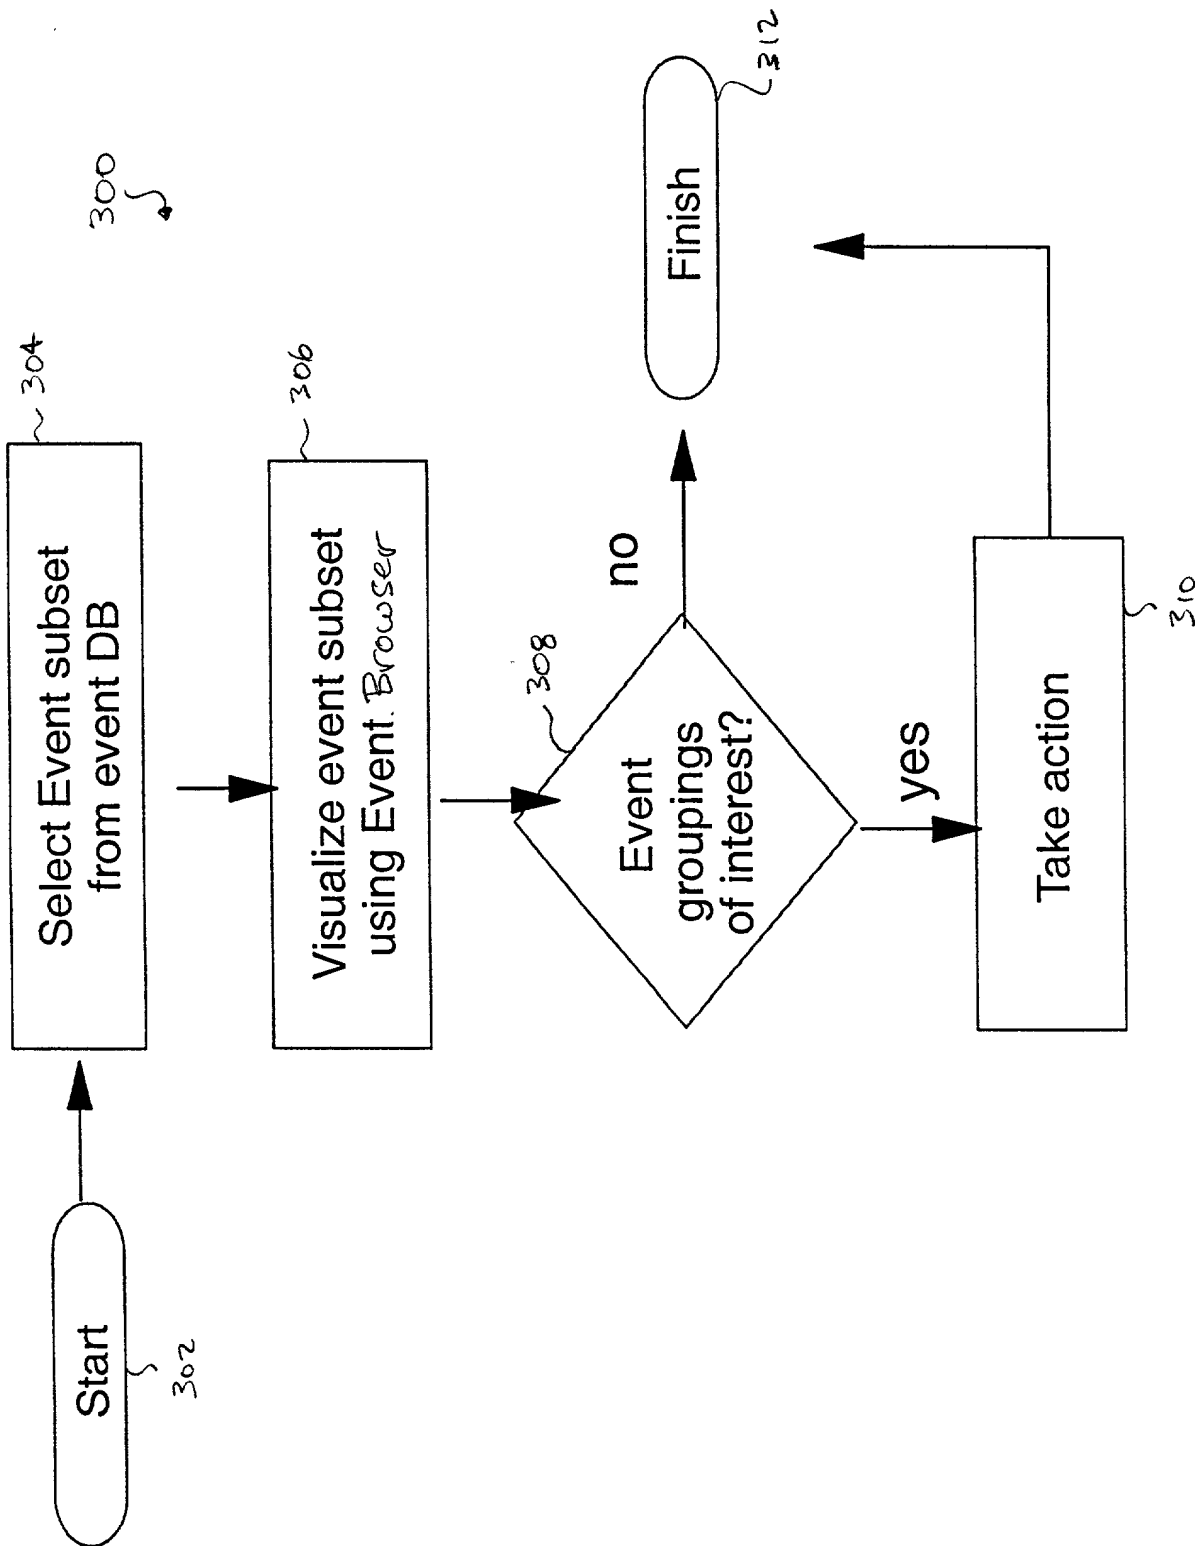 300
Start
302
Select Event subset
from event DB
304
Visualize event subset
using Event Browser
306
Event
groupings
of interest?
308
no
yes
Take action
310
Finish
312